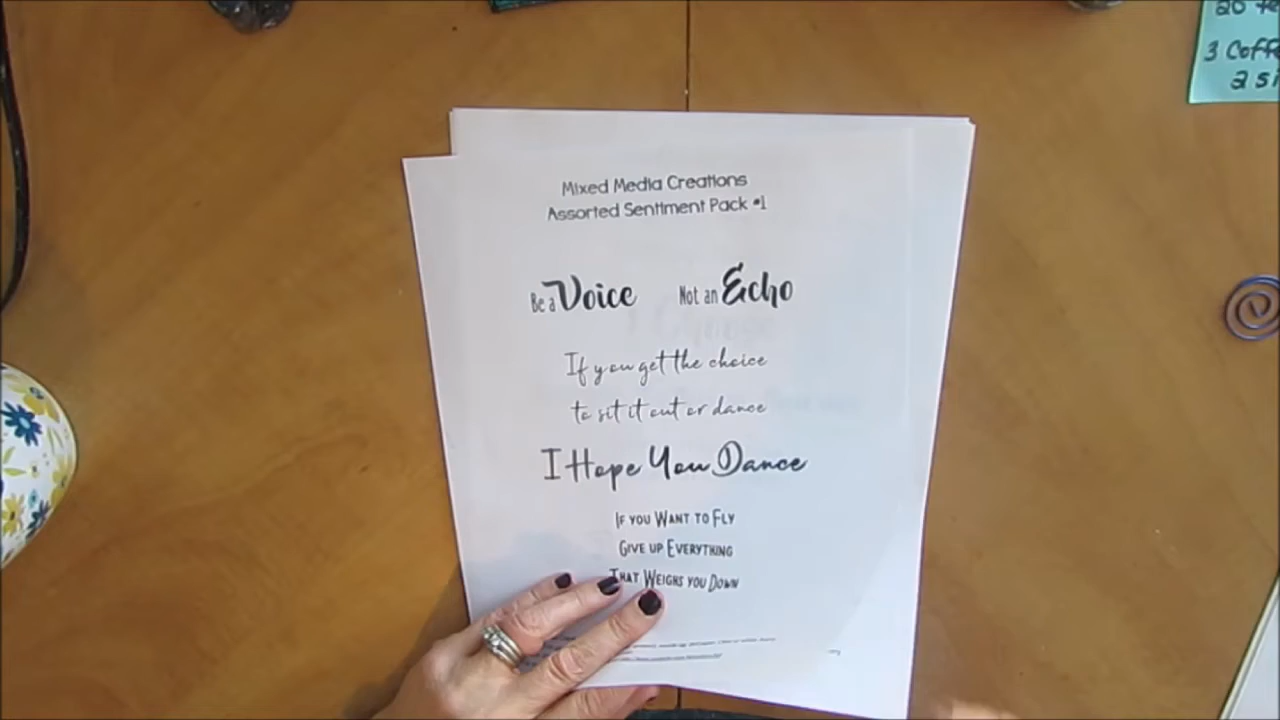 Mixed Media Creations
Assorted Sentiment Pack #1
Be a Voice Not an Echo
If you get the choice
to sit it out or dance
I Hope You Dance
If you Want to Fly
Give up Everything
That Weighs you Down
20
3
2